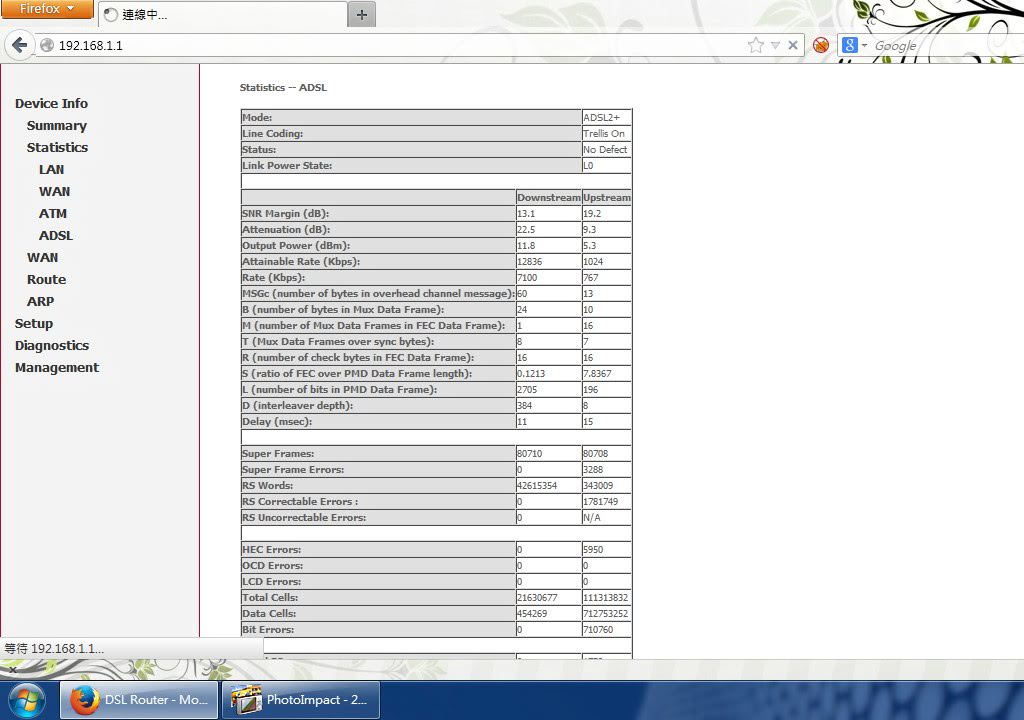 Firefox
連線中...
192.168.1.1
Google
Device Info
Summary
Statistics
LAN
WAN
ATM
ADSL
WAN
Route
ARP
Setup
Diagnostics
Management
Statistics -- ADSL
Mode: ADSL2+
Line Coding: Trellis On
Status: No Defect
Link Power State: L0
Downstream Upstream
SNR Margin (dB): 13.1 19.2
Attenuation (dB): 22.5 9.3
Output Power (dBm): 11.8 5.3
Attainable Rate (Kbps): 12836 1024
Rate (Kbps): 7100 767
MSGc (number of bytes in overhead channel message): 60 13
B (number of bytes in Mux Data Frame): 24 10
M (number of Mux Data Frames in FEC Data Frame): 1 16
T (Mux Data Frames over sync bytes): 8 7
R (number of check bytes in FEC Data Frame): 16 16
S (ratio of FEC over PMD Data Frame length): 0.1213 7.8367
L (number of bits in PMD Data Frame): 2705 196
D (interleaver depth): 384 8
Delay (msec): 11 15
Super Frames: 80710 80708
Super Frame Errors: 0 3288
RS Words: 42615354 343009
RS Correctable Errors : 0 1781749
RS Uncorrectable Errors: 0 N/A
HEC Errors: 0 5950
OCD Errors: 0 0
LCD Errors: 0 0
Total Cells: 21630677 111313832
Data Cells: 454269 712753252
Bit Errors: 0 710760
等待 192.168.1.1...
DSL Router - Mo...
PhotoImpact - 2...